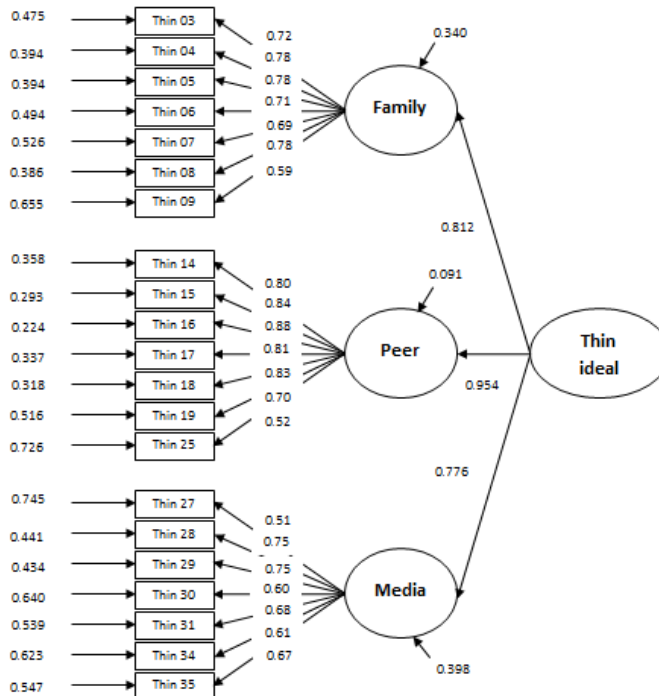 0.475 Thin 03 0.72 0.340
0.394 Thin 04 0.78
0.394 Thin 05 0.78 Family
0.494 Thin 06 0.71
0.526 Thin 07 0.69
0.386 Thin 08 0.78
0.655 Thin 09 0.59
0.812
0.358 Thin 14 0.80 0.091
0.293 Thin 15 0.84
0.224 Thin 16 0.88
0.337 Thin 17 0.81 Peer Thin
ideal
0.318 Thin 18 0.83 0.954
0.516 Thin 19 0.70
0.726 Thin 25 0.52
0.776
0.745 Thin 27 0.51
0.441 Thin 28 0.75
0.434 Thin 29 0.75
0.640 Thin 30 0.60 Media
0.539 Thin 31 0.68
0.623 Thin 34 0.61
0.547 Thin 35 0.67 0.398